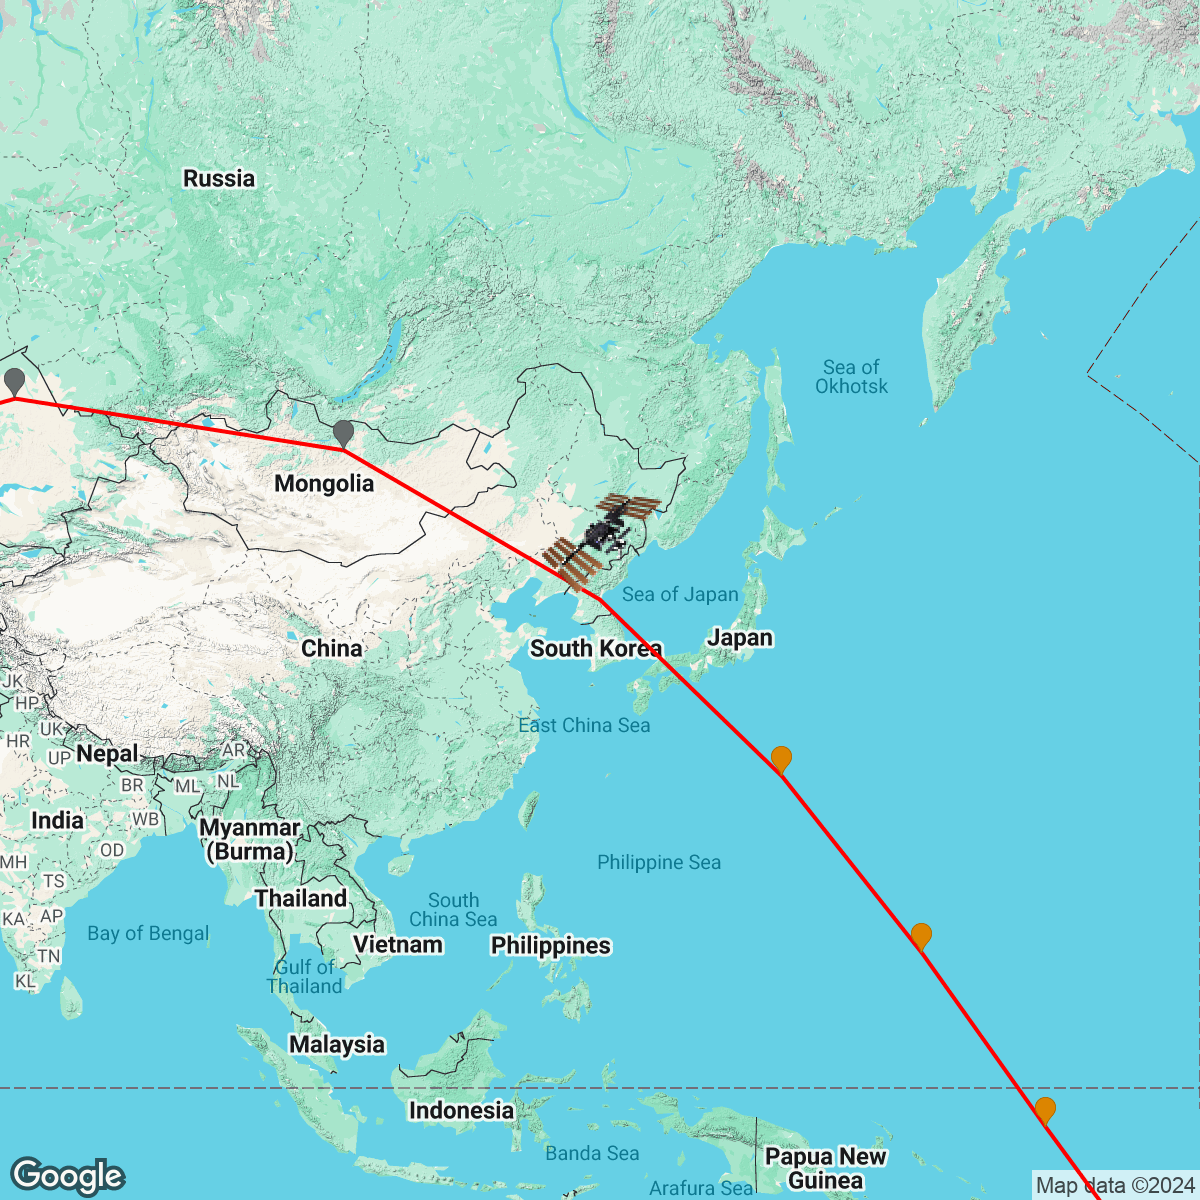 Russia
Sea of
Okhotsk
Mongolia
Sea of Japan
China
South Korea
Japan
JK
HP
UK
HR
UP
Nepal
AR
East China Sea
BR
ML
NL
India
WB
Myanmar
(Burma)
OD
MH
TS
Philippine Sea
Thailand
South
China Sea
KA
AP
Bay of Bengal
Vietnam
Philippines
TN
Gulf of
Thailand
KL
Malaysia
Indonesia
Banda Sea
Papua New
Guinea
Arafura Sea
Google
Map data ©2024